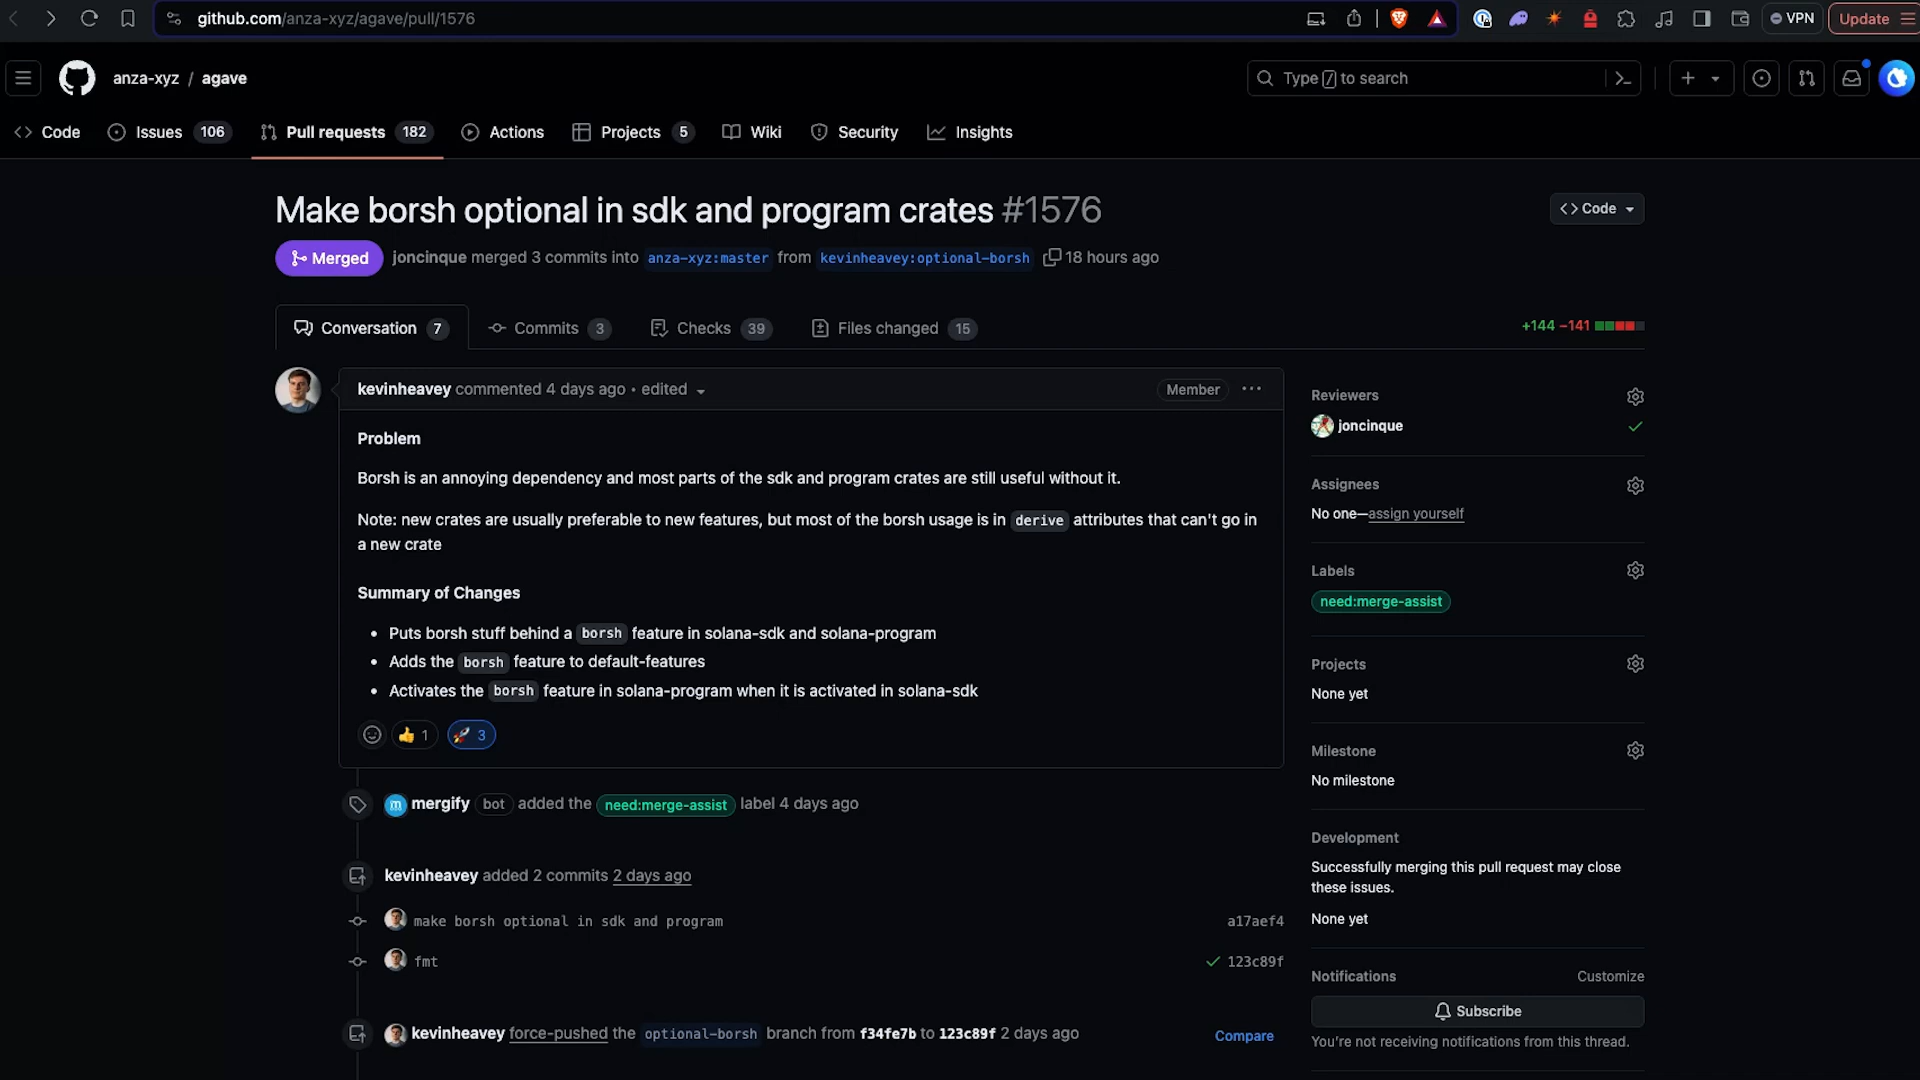 github.com/anza-xyz/agave/pull/1576
VPN
Update
anza-xyz / agave
Type / to search
Code
Issues 106
Pull requests 182
Actions
Projects 5
Wiki
Security
Insights
Make borsh optional in sdk and program crates #1576
Code
Merged joncinque merged 3 commits into anza-xyz:master from kevinheavey:optional-borsh 18 hours ago
Conversation 7
Commits 3
Checks 39
Files changed 15
+144 −141
kevinheavey commented 4 days ago • edited
Member
Problem
Borsh is an annoying dependency and most parts of the sdk and program crates are still useful without it.
Note: new crates are usually preferable to new features, but most of the borsh usage is in derive attributes that can't go in
a new crate
Summary of Changes
• Puts borsh stuff behind a borsh feature in solana-sdk and solana-program
• Adds the borsh feature to default-features
• Activates the borsh feature in solana-program when it is activated in solana-sdk
👍 1
🚀 3
m mergify bot added the need:merge-assist label 4 days ago
kevinheavey added 2 commits 2 days ago
make borsh optional in sdk and program a17aef4
fmt 123c89f
kevinheavey force-pushed the optional-borsh branch from f34fe7b to 123c89f 2 days ago
Compare
Reviewers
joncinque
Assignees
No one—assign yourself
Labels
need:merge-assist
Projects
None yet
Milestone
No milestone
Development
Successfully merging this pull request may close
these issues.
None yet
Notifications
Customize
Subscribe
You're not receiving notifications from this thread.